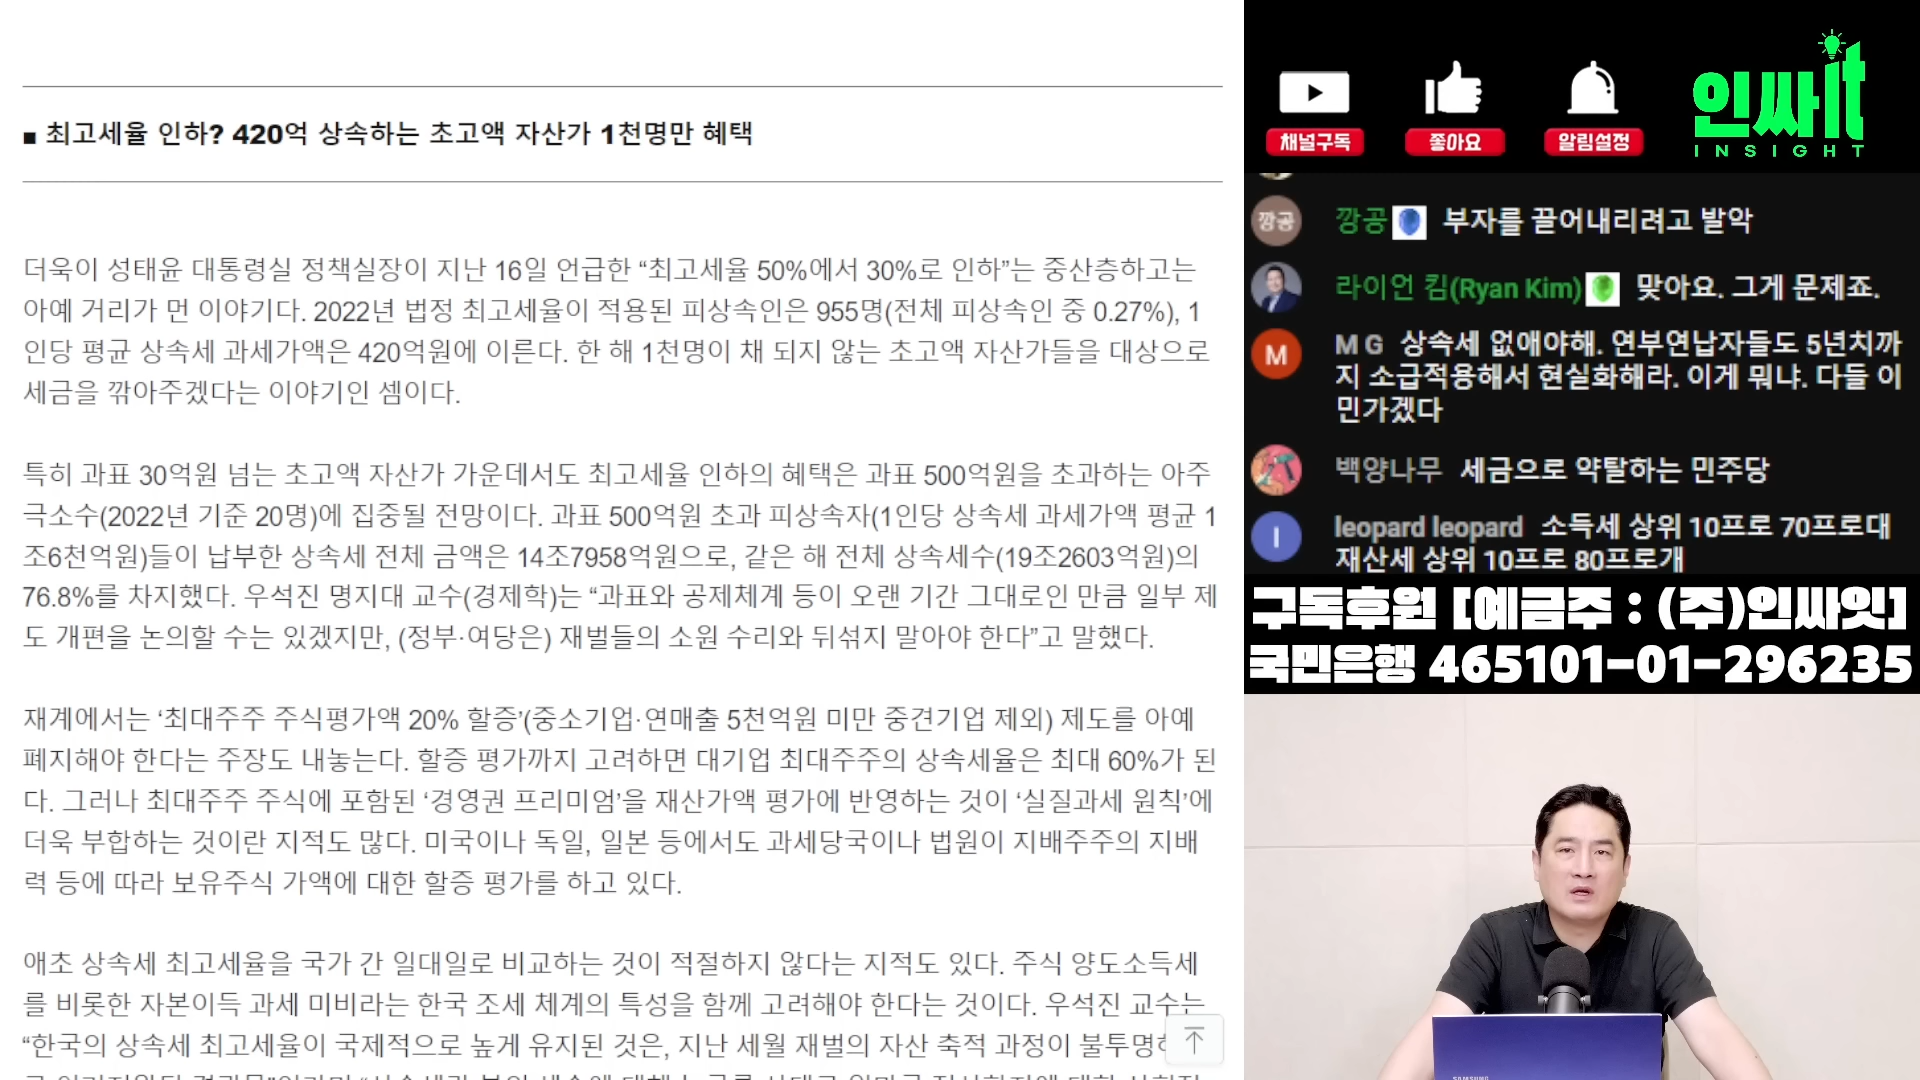 ■ 최고세율 인하? 420억 상속하는 초고액 자산가 1천명만 혜택
더욱이 성태윤 대통령실 정책실장이 지난 16일 언급한 “최고세율 50%에서 30%로 인하”는 중산층하고는
아예 거리가 먼 이야기다. 2022년 법정 최고세율이 적용된 피상속인은 955명(전체 피상속인 중 0.27%), 1
인당 평균 상속세 과세가액은 420억원에 이른다. 한 해 1천명이 채 되지 않는 초고액 자산가들을 대상으로
세금을 깎아주겠다는 이야기인 셈이다.
특히 과표 30억원 넘는 초고액 자산가 가운데서도 최고세율 인하의 혜택은 과표 500억원을 초과하는 아주
극소수(2022년 기준 20명)에 집중될 전망이다. 과표 500억원 초과 피상속자(1인당 상속세 과세가액 평균 1
조6천억원)들이 납부한 상속세 전체 금액은 14조7958억원으로, 같은 해 전체 상속세수(19조2603억원)의
76.8%를 차지했다. 우석진 명지대 교수(경제학)는 “과표와 공제체계 등이 오랜 기간 그대로인 만큼 일부 제
도 개편을 논의할 수는 있겠지만, (정부·여당은) 재벌들의 소원 수리와 뒤섞지 말아야 한다”고 말했다.
재계에서는 ‘최대주주 주식평가액 20% 할증’(중소기업·연매출 5천억원 미만 중견기업 제외) 제도를 아예
폐지해야 한다는 주장도 내놓는다. 할증 평가까지 고려하면 대기업 최대주주의 상속세율은 최대 60%가 된
다. 그러나 최대주주 주식에 포함된 ‘경영권 프리미엄’을 재산가액 평가에 반영하는 것이 ‘실질과세 원칙’에
더욱 부합하는 것이란 지적도 많다. 미국이나 독일, 일본 등에서도 과세당국이나 법원이 지배주주의 지배
력 등에 따라 보유주식 가액에 대한 할증 평가를 하고 있다.
애초 상속세 최고세율을 국가 간 일대일로 비교하는 것이 적절하지 않다는 지적도 있다. 주식 양도소득세
를 비롯한 자본이득 과세 미비라는 한국 조세 체계의 특성을 함께 고려해야 한다는 것이다. 우석진 교수는
“한국의 상속세 최고세율이 국제적으로 높게 유지된 것은, 지난 세월 재벌의 자산 축적 과정이 불투명하
채널구독
좋아요
알림설정
인싸it
INSIGHT
깡공 깡공 부자를 끌어내리려고 발악
라이언 킴(Ryan Kim) 맞아요. 그게 문제죠.
M M G 상속세 없애야해. 연부연납자들도 5년치까
지 소급적용해서 현실화해라. 이게 뭐냐. 다들 이
민가겠다
백양나무 세금으로 약탈하는 민주당
l leopard leopard 소득세 상위 10프로 70프로대
재산세 상위 10프로 80프로개
구독후원 [예금주 : (주)인싸잇]
국민은행 465101-01-296235
SAMSUNG